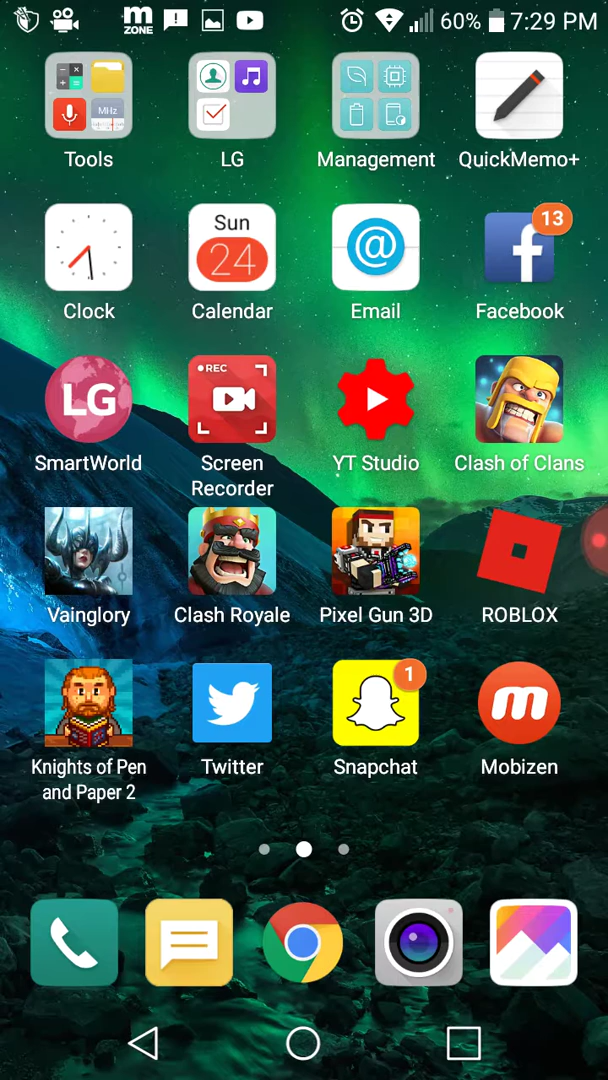 m
ZONE
60%
7:29 PM
MHz
Tools
LG
Management
QuickMemo+
Sun
24
@
13
f
Clock
Calendar
Email
Facebook
LG
REC
SmartWorld
Screen
Recorder
YT Studio
Clash of Clans
Vainglory
Clash Royale
Pixel Gun 3D
ROBLOX
1
m
Knights of Pen
and Paper 2
Twitter
Snapchat
Mobizen